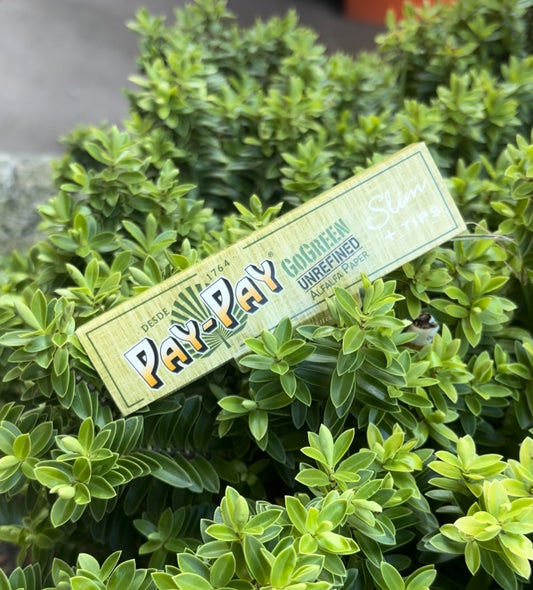 DESDE 1764
PAY-PAY®
GOGREEN
UNREFINED
ALFALFA PAPER
Slim
+ TIPS